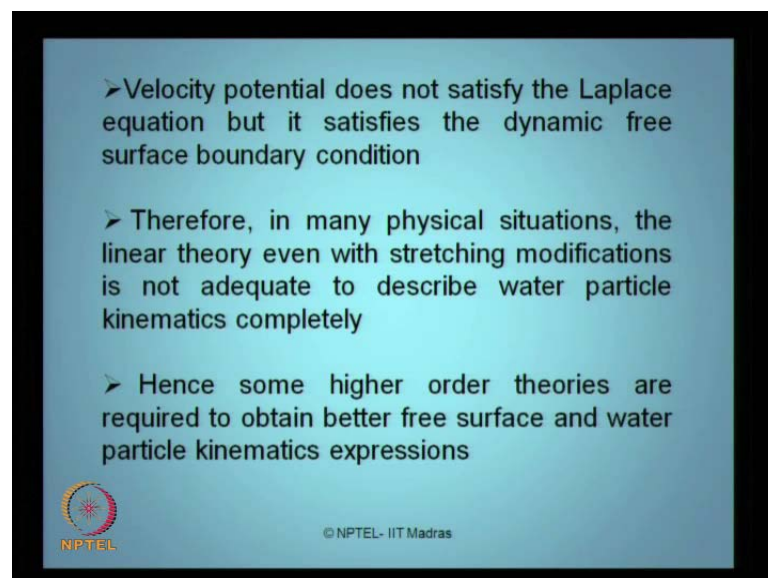 ➢Velocity potential does not satisfy the Laplace
equation but it satisfies the dynamic free
surface boundary condition
➢ Therefore, in many physical situations, the
linear theory even with stretching modifications
is not adequate to describe water particle
kinematics completely
➢ Hence some higher order theories are
required to obtain better free surface and water
particle kinematics expressions
NPTEL
© NPTEL- IIT Madras